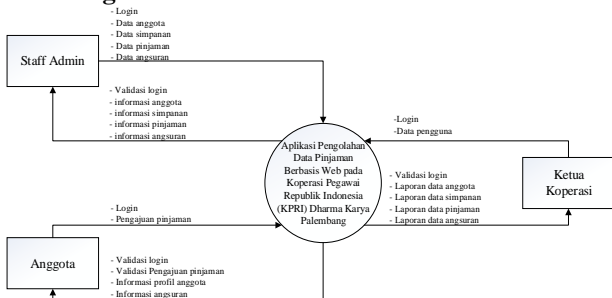 - Login
- Data anggota
- Data simpanan
- Data pinjaman
- Data angsuran
Staff Admin
- Validasi login
- informasi anggota
- informasi simpanan
- informasi pinjaman
- informasi angsuran
-Login
-Data pengguna
Aplikasi Pengolahan
Data Pinjaman
Berbasis Web pada
Koperasi Pegawai
Republik Indonesia
(KPRI) Dharma Karya
Palembang
Ketua
Koperasi
- Validasi login
- Laporan data anggota
- Laporan data simpanan
- Laporan data pinjaman
- Laporan data angsuran
- Login
- Pengajuan pinjaman
Anggota
- Validasi login
- Validasi Pengajuan pinjaman
- Informasi profil anggota
- Informasi angsuran